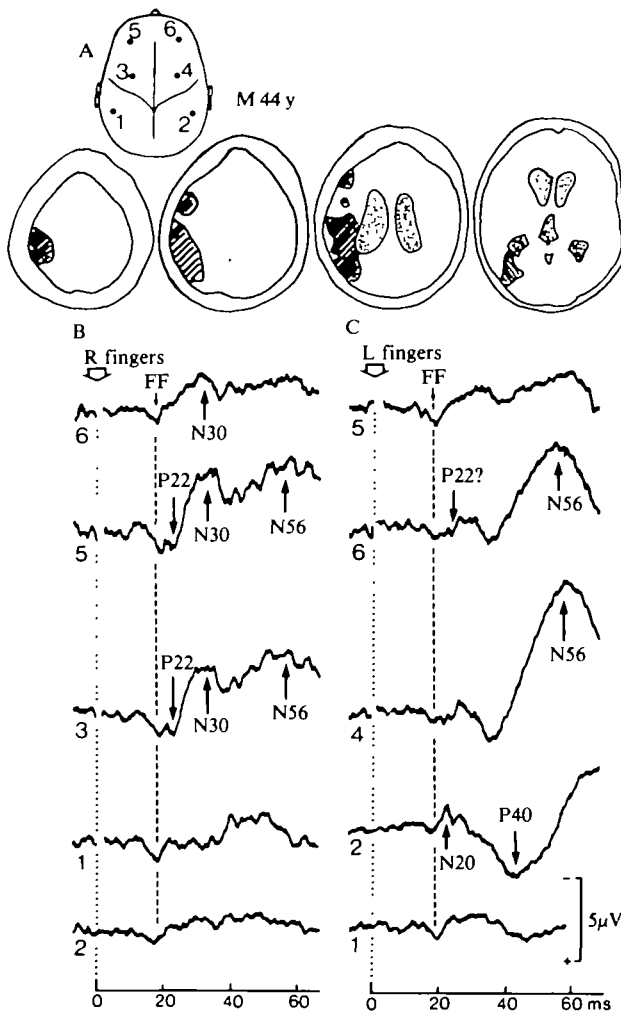 A
5 6
3 4
1 2
M 44 y
B
R fingers
FF
6
N30
P22
5
N30
N56
P22
3
N30
N56
1
2
0 20 40 60
C
L fingers
FF
5
P22?
6
N56
4
N56
2
N20
P40
1
-
5µV
+
0 20 40 60 ms